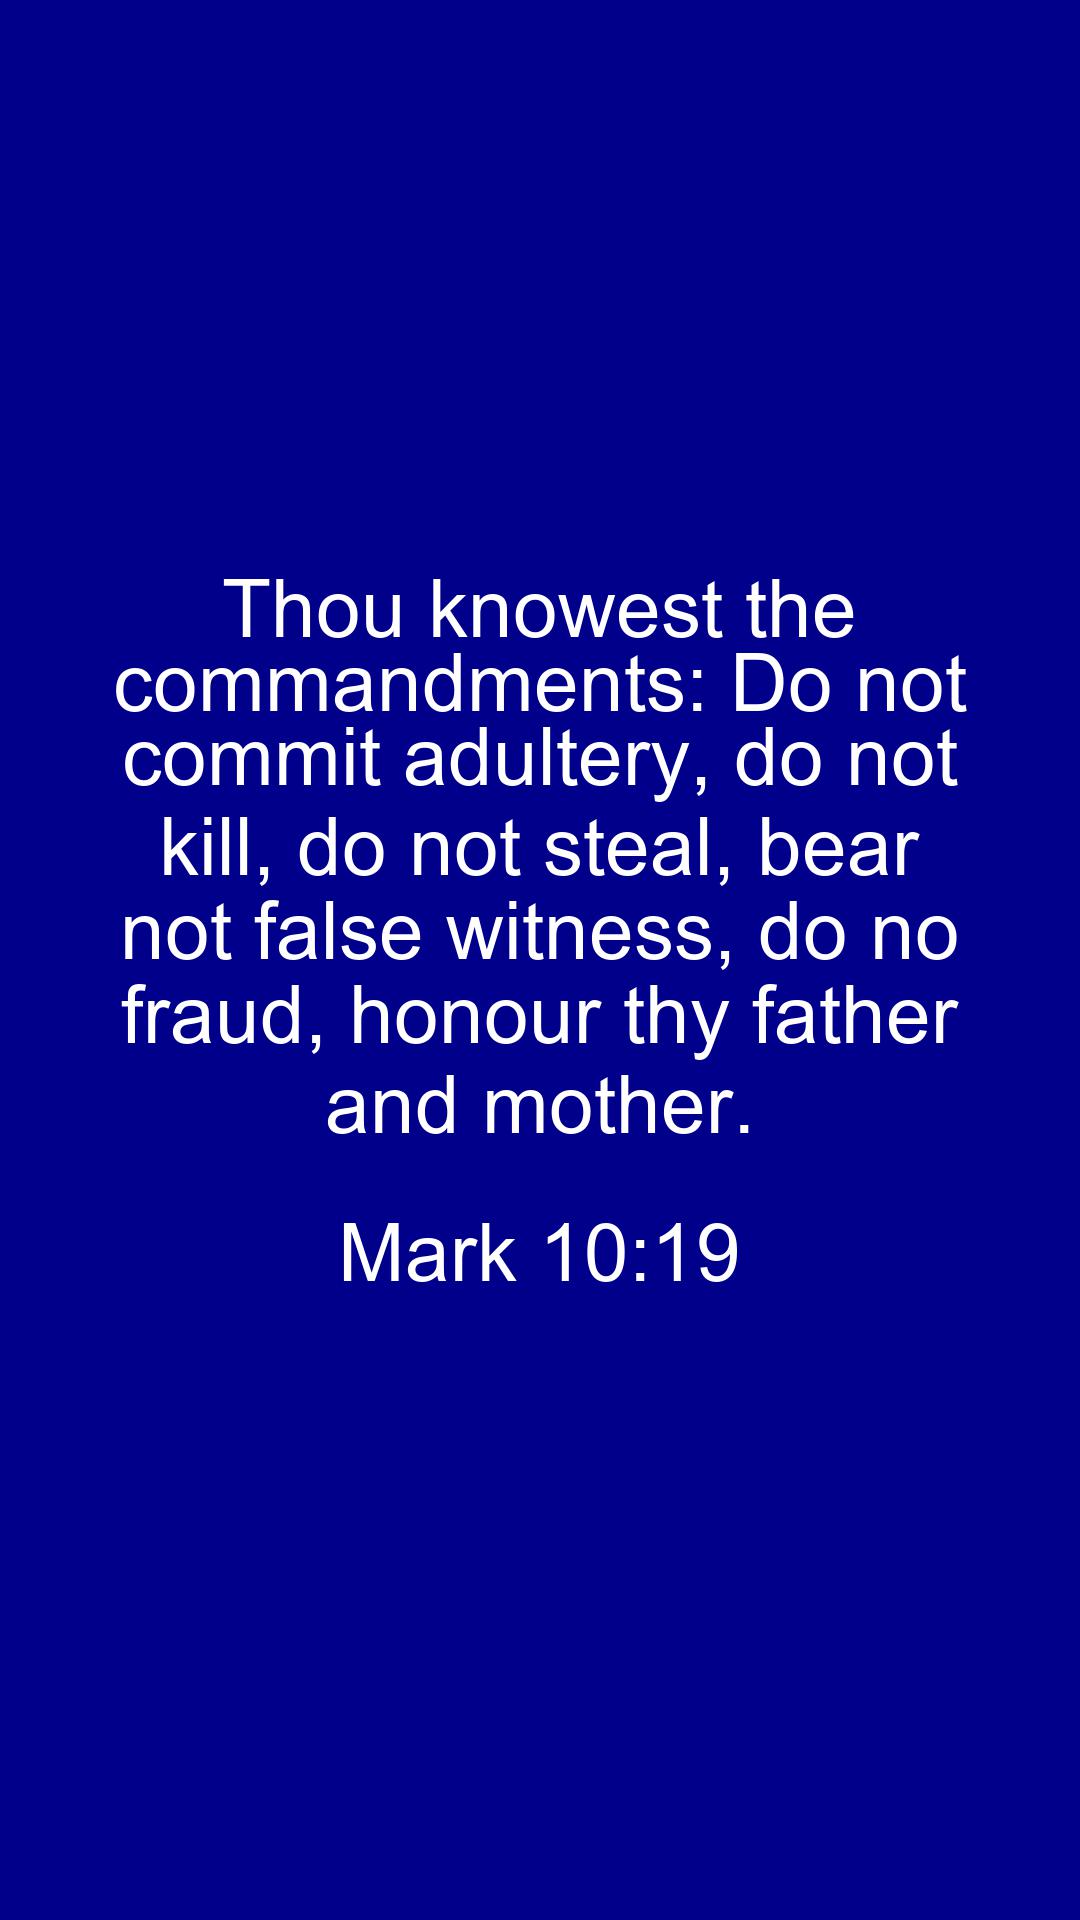 Thou knowest the
commandments: Do not
commit adultery, do not
kill, do not steal, bear
not false witness, do no
fraud, honour thy father
and mother.
Mark 10:19